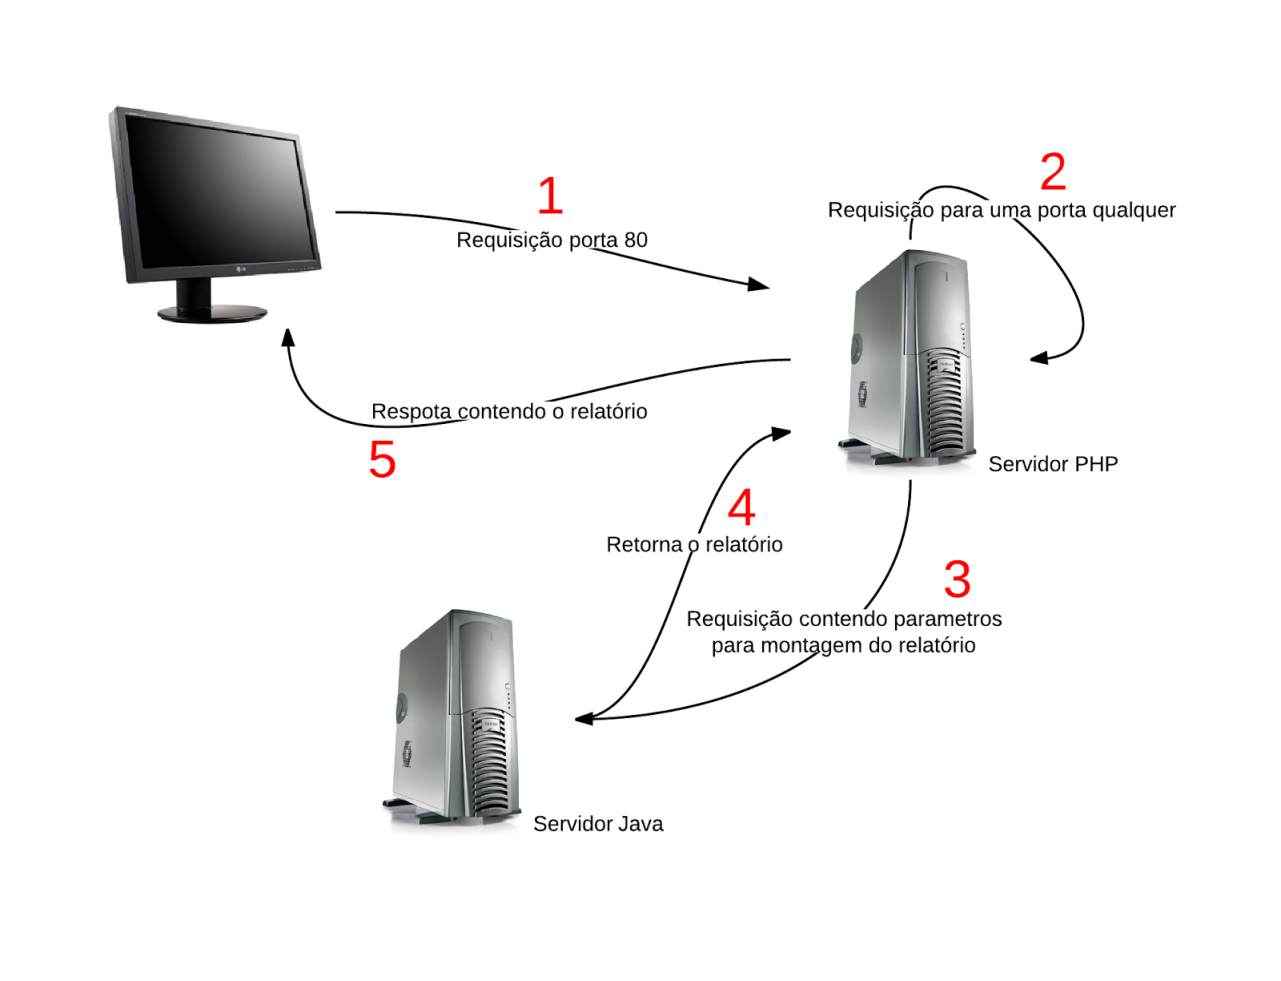 1
Requisição porta 80
2
Requisição para uma porta qualquer
Respota contendo o relatório
5
Servidor PHP
4
Retorna o relatório
3
Requisição contendo parametros
para montagem do relatório
Servidor Java